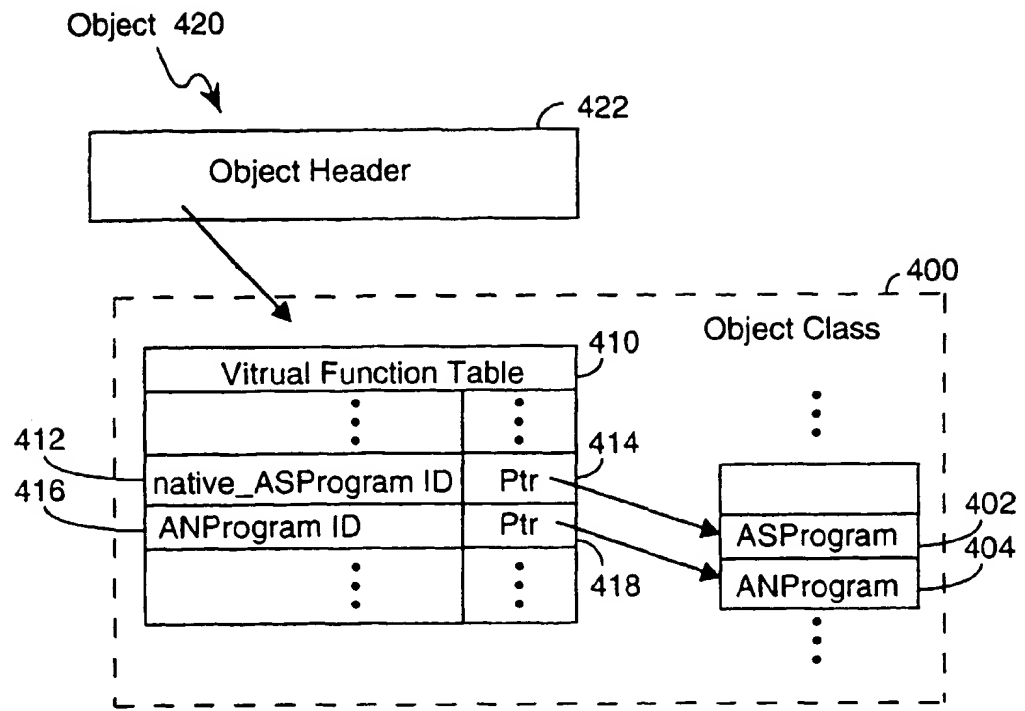 Object 420
422
Object Header
400
Object Class
410
Vitrual Function Table
412
414
native_ASProgram ID Ptr
416
ANProgram ID Ptr
418
402
ASProgram
404
ANProgram